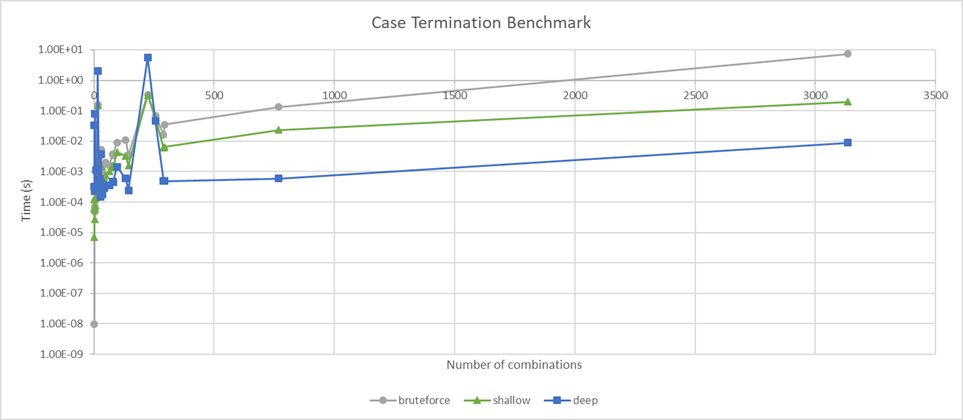 Case Termination Benchmark
1.00E+01
1.00E+00
1.00E-01
1.00E-02
1.00E-03
1.00E-04
1.00E-05
1.00E-06
1.00E-07
1.00E-08
1.00E-09
Time (s)
0 500 1000 1500 2000 2500 3000 3500
Number of combinations
bruteforce shallow deep